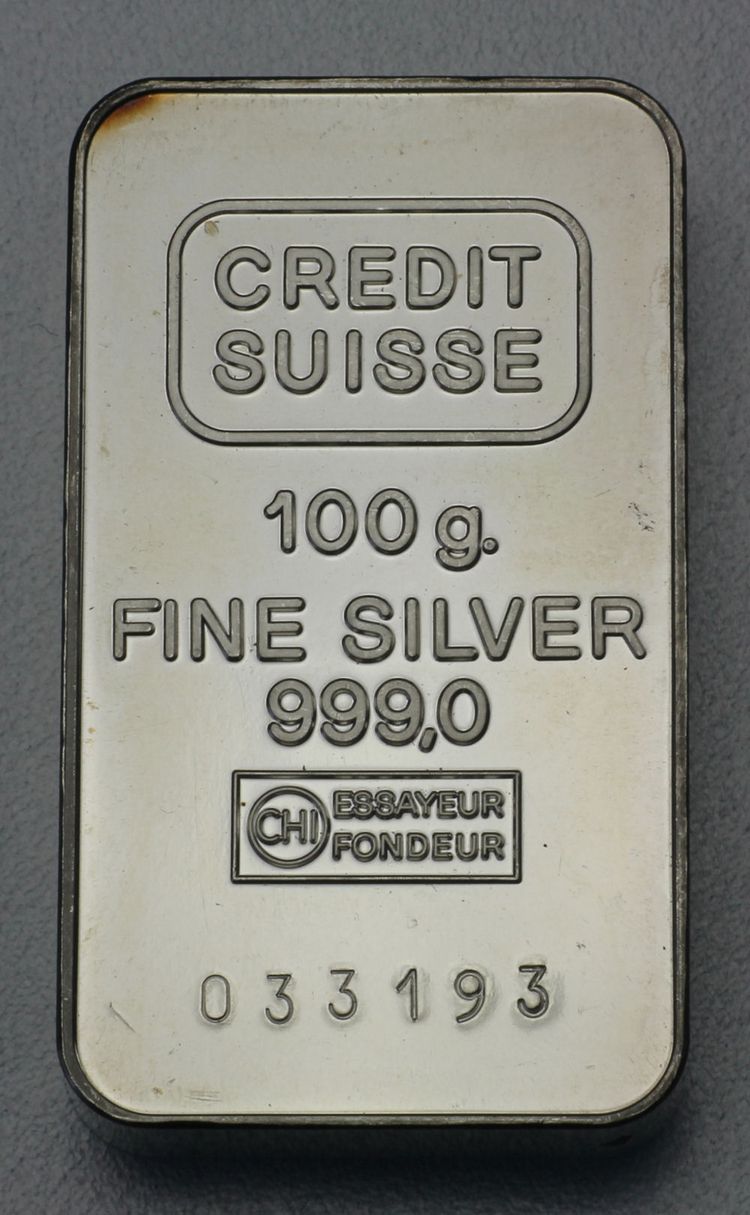 CREDIT
SUISSE
100 g.
FINE SILVER
999,0
CHI ESSAYEUR
FONDEUR
033193